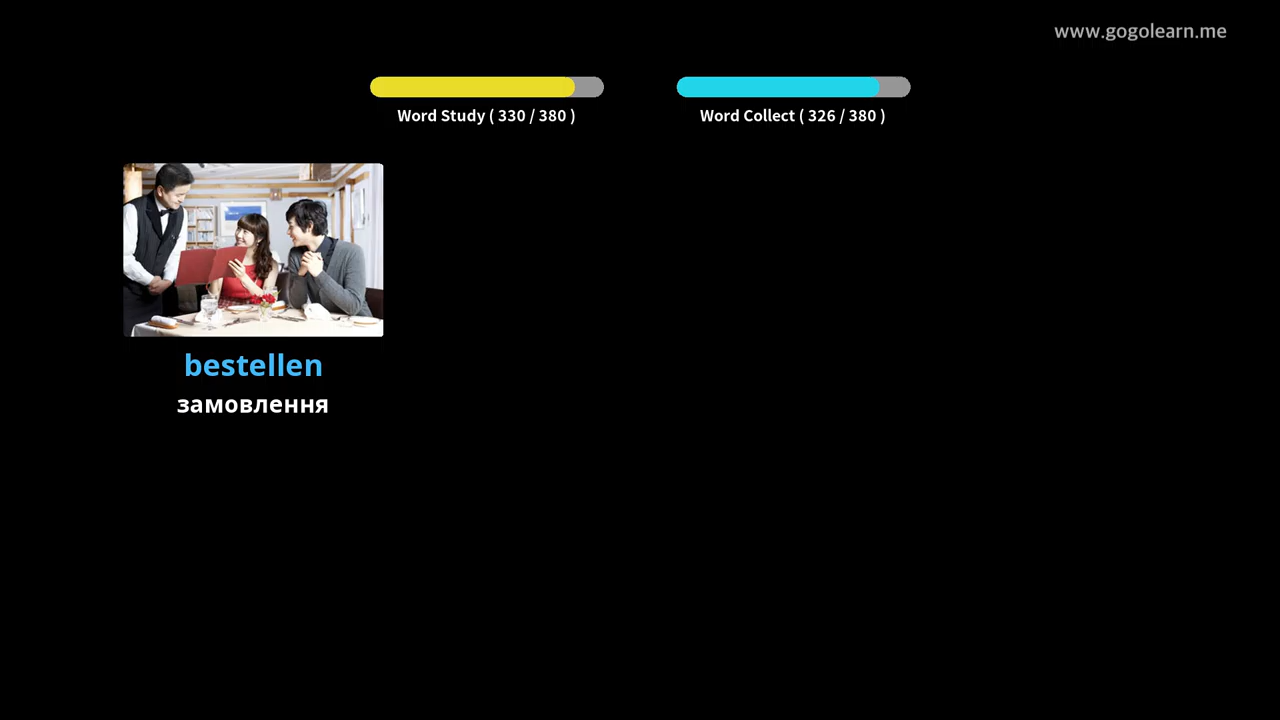 www.gogolearn.me
Word Study ( 330 / 380 )
Word Collect ( 326 / 380 )
bestellen
замовлення